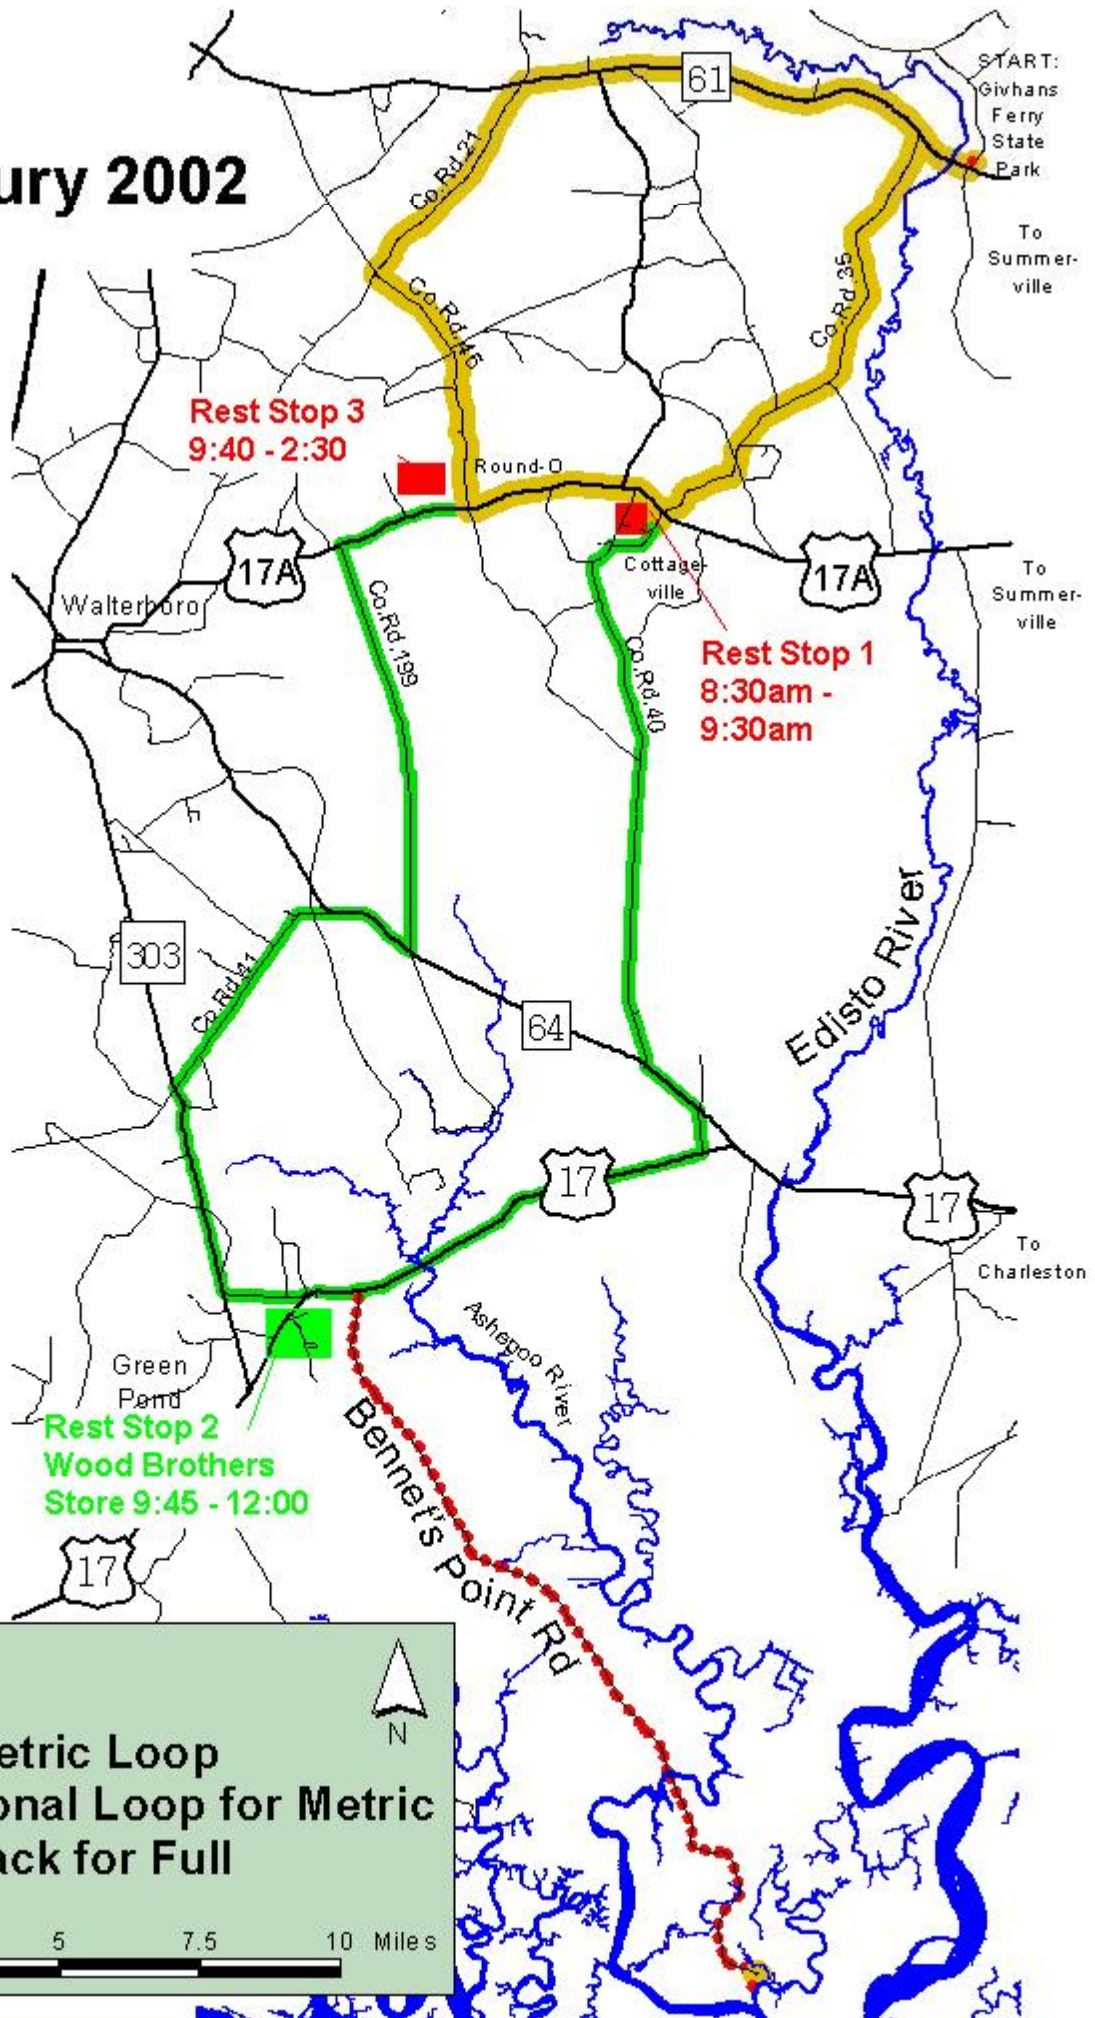 61
START:
Givhans
Ferry
State
Park
ury 2002
Co.Rd.21
To
Summer-
ville
Co.Rd.45
Co.Rd.35
Rest Stop 3
9:40 - 2:30
Round-O
17A
17A
Cottage-
ville
To
Summer-
ville
Walterboro
Co.Rd.199
Co.Rd.40
Rest Stop 1
8:30am -
9:30am
Edisto River
303
Co.Rd.41
64
17
17
To
Charleston
Ashepoo River
Green
Pond
Rest Stop 2
Wood Brothers
Store 9:45 - 12:00
Bennet's Point Rd
17
N
etric Loop
onal Loop for Metric
ack for Full
5 7.5 10 Miles